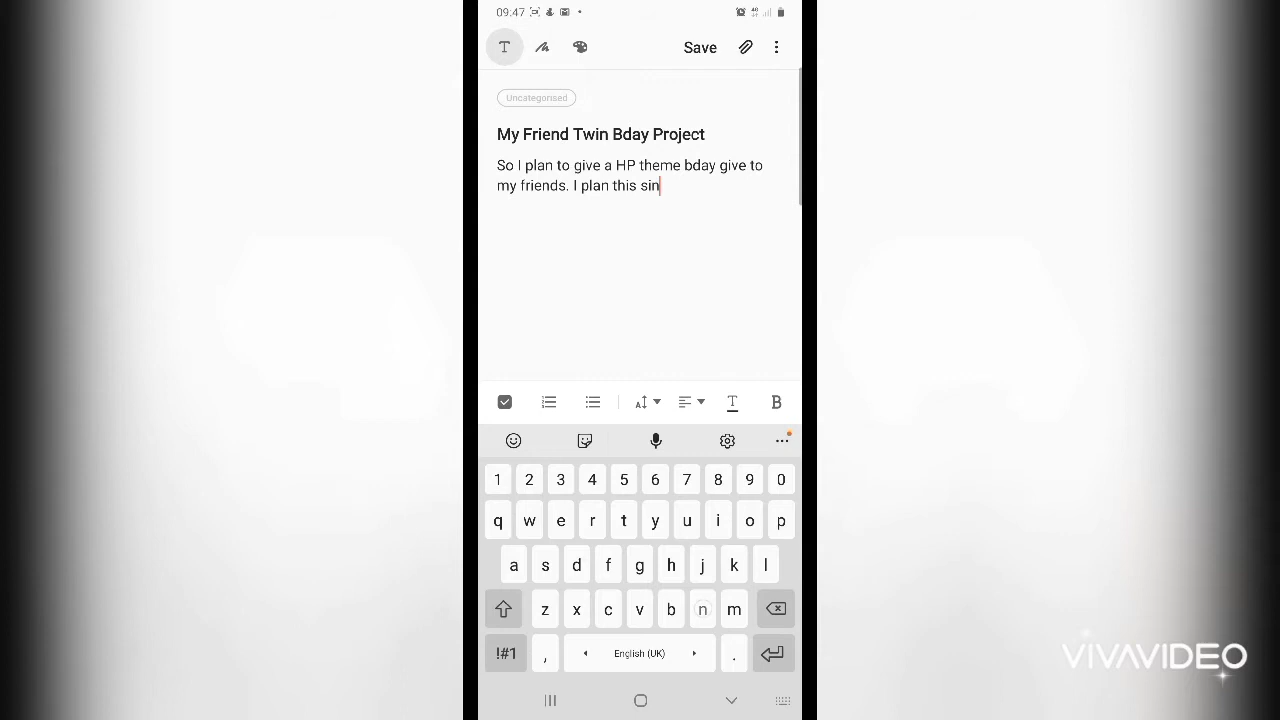 09:47
Save
Uncategorised
My Friend Twin Bday Project
So I plan to give a HP theme bday give to
my friends. I plan this sin
T B
1 2 3 4 5 6 7 8 9 0
q w e r t y u i o p
a s d f g h j k l
z x c v b n m
!#1 , English (UK) .
VIVAVIDEO